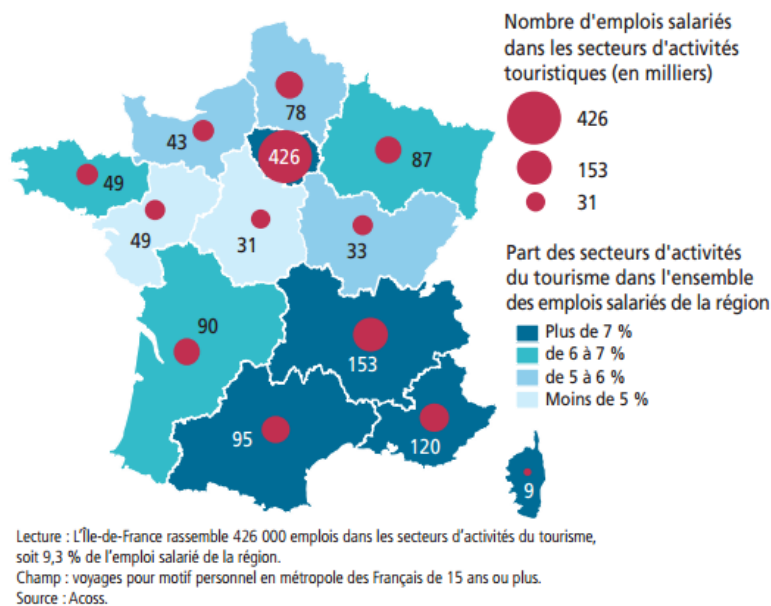 Nombre d'emplois salariés
dans les secteurs d'activités
touristiques (en milliers)
426
153
31
Part des secteurs d'activités
du tourisme dans l'ensemble
des emplois salariés de la région
Plus de 7 %
de 6 à 7 %
de 5 à 6 %
Moins de 5 %
78
43
426
87
49
49
31
33
90
153
95
120
9
Lecture : L'Île-de-France rassemble 426 000 emplois dans les secteurs d'activités du tourisme,
soit 9,3 % de l'emploi salarié de la région.
Champ : voyages pour motif personnel en métropole des Français de 15 ans ou plus.
Source : Acoss.